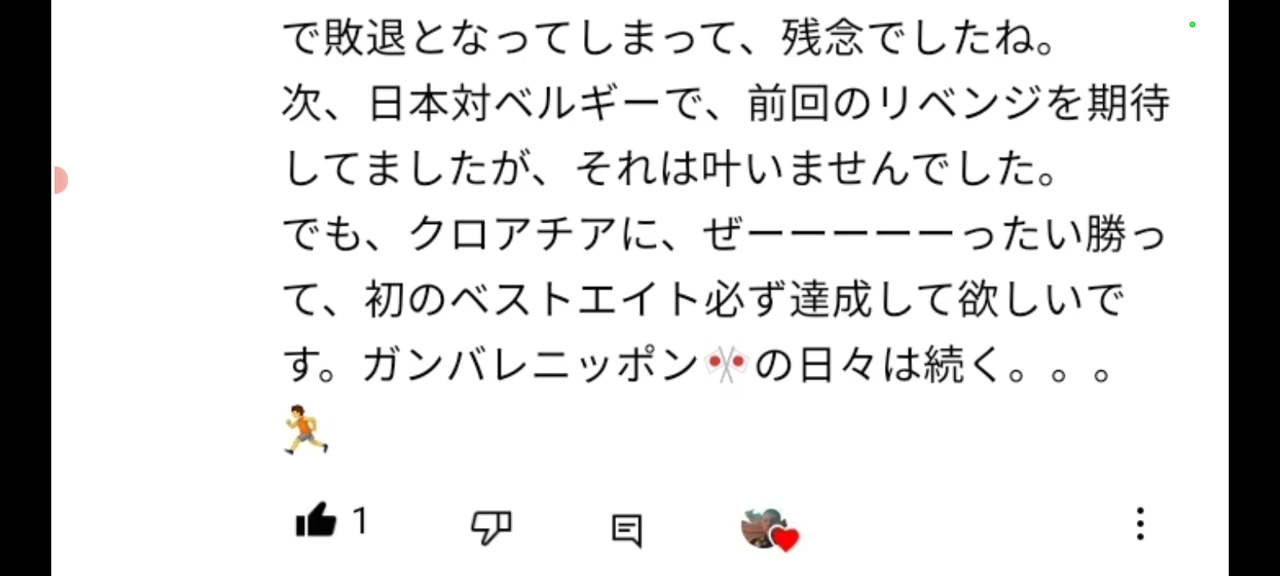 で敗退となってしまって、残念でしたね。
次、日本対ベルギーで、前回のリベンジを期待
してましたが、それは叶いませんでした。
でも、クロアチアに、ぜーーーーーったい勝っ
て、初のベストエイト必ず達成して欲しいで
す。ガンバレニッポン🎌の日々は続く。。。
🏃
1